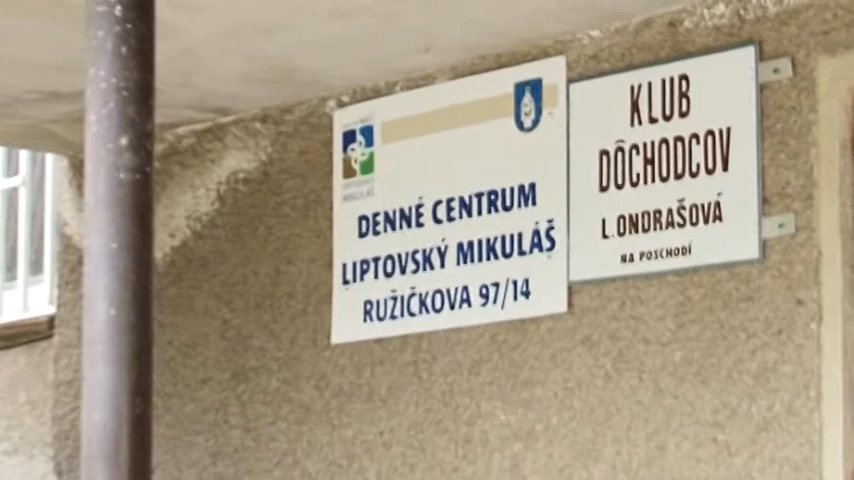 DENNÉ CENTRUM
LIPTOVSKÝ MIKULÁŠ
RUŽIČKOVA 97/14
KLUB
DÔCHODCOV
L.ONDRAŠOVÁ
NA POSCHODÍ